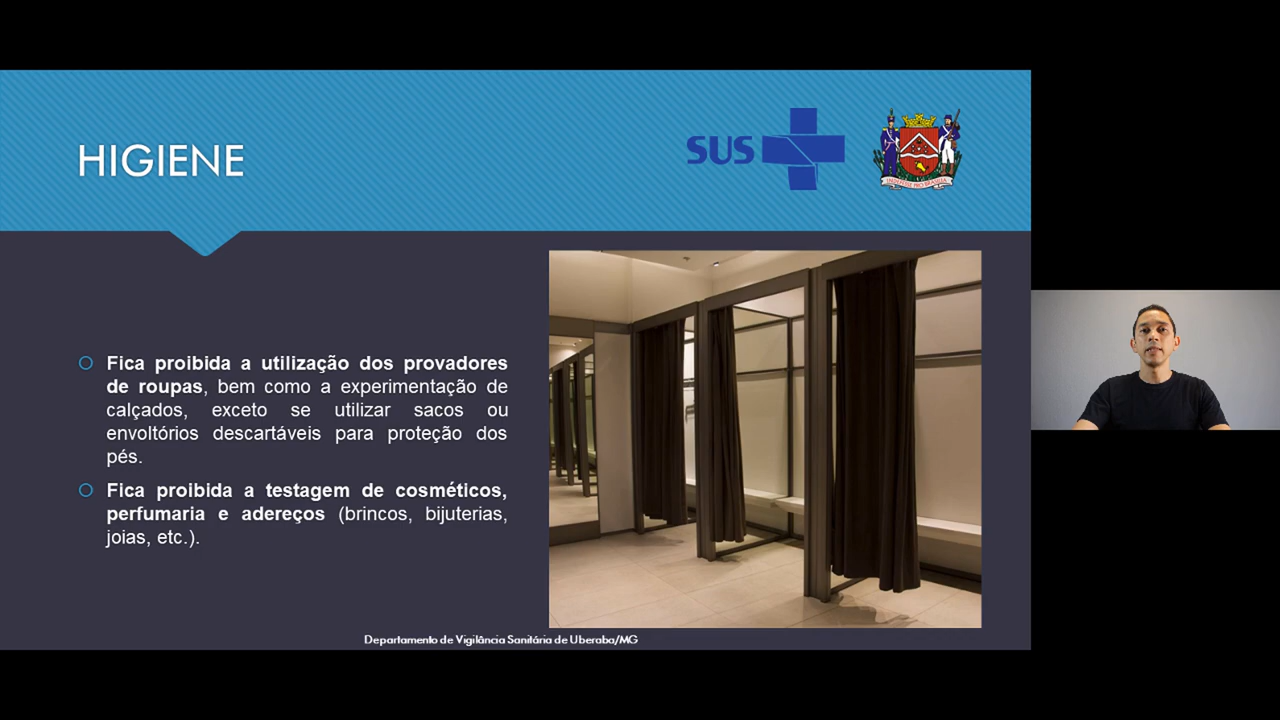 HIGIENE
SUS
Fica proibida a utilização dos provadores
de roupas, bem como a experimentação de
calçados, exceto se utilizar sacos ou
envoltórios descartáveis para proteção dos
pés.
Fica proibida a testagem de cosméticos,
perfumaria e adereços (brincos, bijuterias,
joias, etc.).
Departamento de Vigilância Sanitária de Uberaba/MG